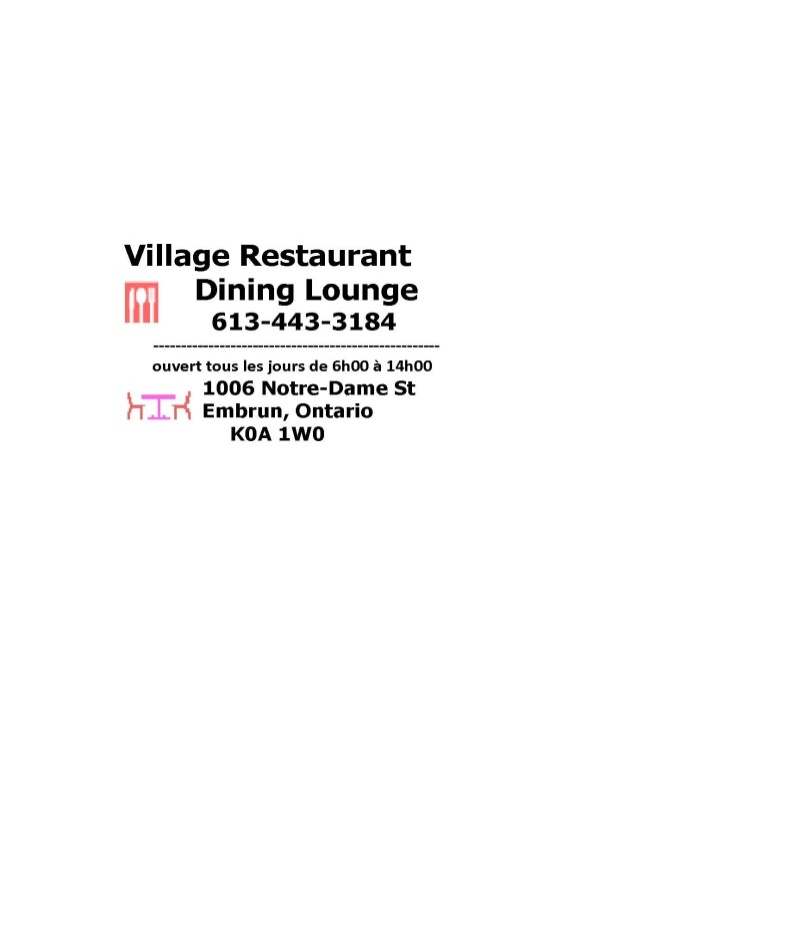 Village Restaurant
Dining Lounge
613-443-3184
----------------------------------------------------
ouvert tous les jours de 6h00 à 14h00
1006 Notre-Dame St
Embrun, Ontario
K0A 1W0